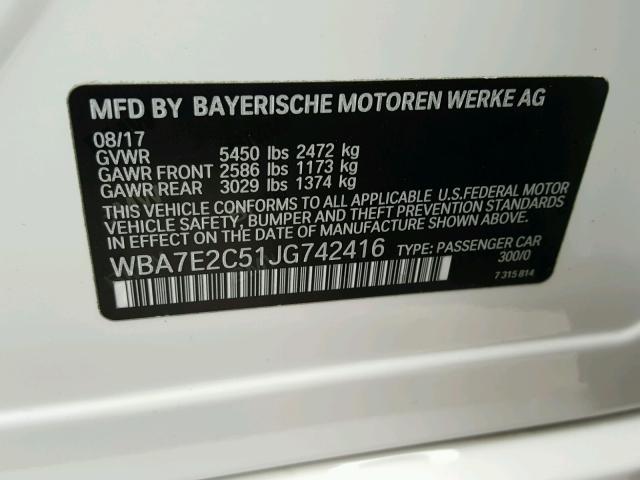 MFD BY BAYERISCHE MOTOREN WERKE AG
08/17
GVWR 5450 lbs 2472 kg
GAWR FRONT 2586 lbs 1173 kg
GAWR REAR 3029 lbs 1374 kg
THIS VEHICLE CONFORMS TO ALL APPLICABLE U.S.FEDERAL MOTOR
VEHICLE SAFETY, BUMPER AND THEFT PREVENTION STANDARDS
IN EFFECT ON THE DATE OF MANUFACTURE SHOWN ABOVE.
WBA7E2C51JG742416 TYPE: PASSENGER CAR
300/0
7 315 814